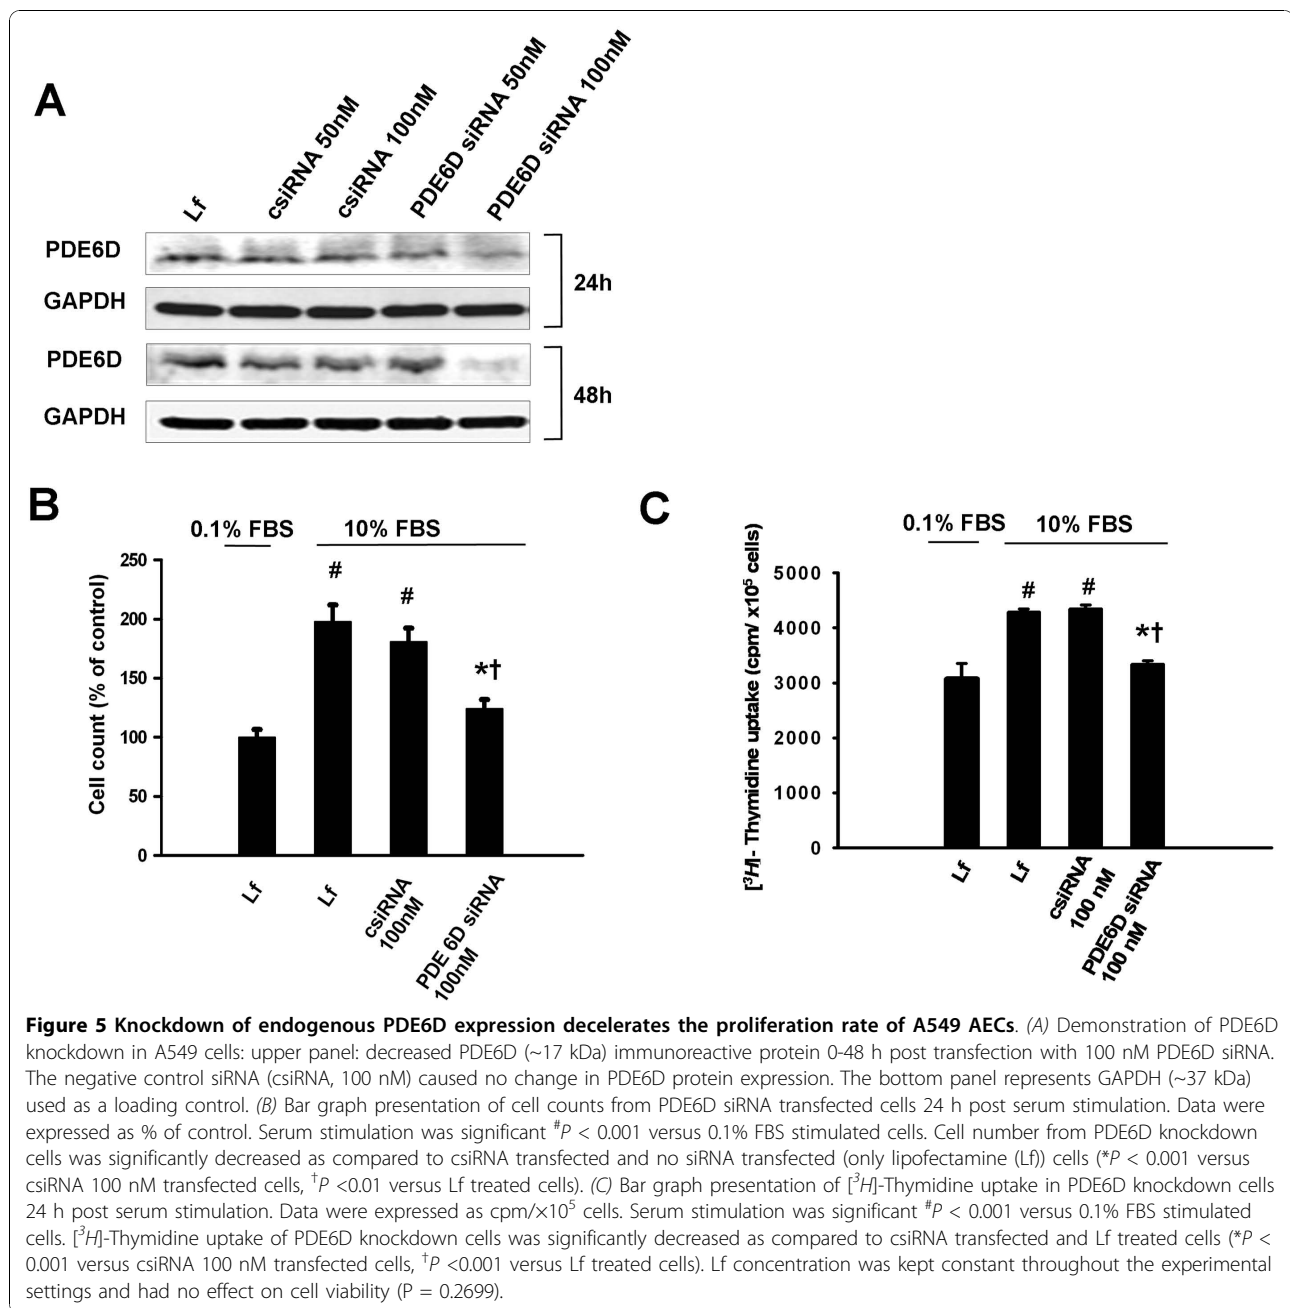 A
Lf
csiRNA 50nM
csiRNA 100nM
PDE6D siRNA 50nM
PDE6D siRNA 100nM
PDE6D
GAPDH
24h
PDE6D
GAPDH
48h
B
0.1% FBS
10% FBS
Cell count (% of control)
250
200
150
100
50
0
#
#
*†
Lf
Lf
csiRNA
100nM
PDE 6D siRNA
100nM
C
0.1% FBS
10% FBS
[³H]- Thymidine uptake (cpm/ x10⁵ cells)
5000
4000
3000
2000
1000
0
#
#
*†
Lf
Lf
csiRNA
100 nM
PDE6D siRNA
100 nM
Figure 5 Knockdown of endogenous PDE6D expression decelerates the proliferation rate of A549 AECs. (A) Demonstration of PDE6D
knockdown in A549 cells: upper panel: decreased PDE6D (~17 kDa) immunoreactive protein 0-48 h post transfection with 100 nM PDE6D siRNA.
The negative control siRNA (csiRNA, 100 nM) caused no change in PDE6D protein expression. The bottom panel represents GAPDH (~37 kDa)
used as a loading control. (B) Bar graph presentation of cell counts from PDE6D siRNA transfected cells 24 h post serum stimulation. Data were
expressed as % of control. Serum stimulation was significant #P < 0.001 versus 0.1% FBS stimulated cells. Cell number from PDE6D knockdown
cells was significantly decreased as compared to csiRNA transfected and no siRNA transfected (only lipofectamine (Lf)) cells (*P < 0.001 versus
csiRNA 100 nM transfected cells, †P <0.01 versus Lf treated cells). (C) Bar graph presentation of [³H]-Thymidine uptake in PDE6D knockdown cells
24 h post serum stimulation. Data were expressed as cpm/×10⁵ cells. Serum stimulation was significant #P < 0.001 versus 0.1% FBS stimulated
cells. [³H]-Thymidine uptake of PDE6D knockdown cells was significantly decreased as compared to csiRNA transfected and Lf treated cells (*P <
0.001 versus csiRNA 100 nM transfected cells, †P <0.001 versus Lf treated cells). Lf concentration was kept constant throughout the experimental
settings and had no effect on cell viability (P = 0.2699).